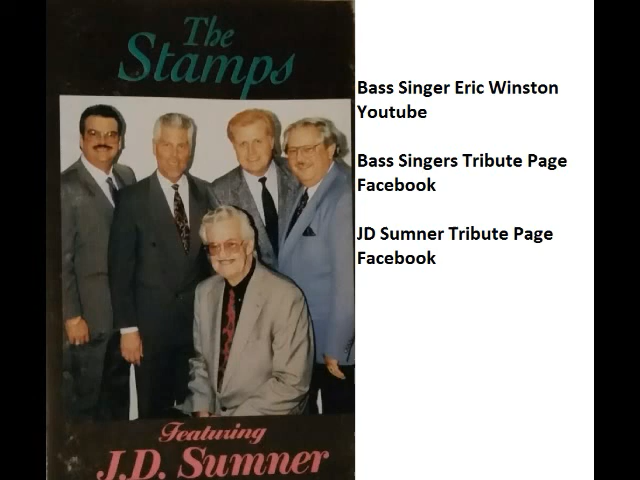 The
Stamps
Featuring
J.D. Sumner
Bass Singer Eric Winston
Youtube
Bass Singers Tribute Page
Facebook
JD Sumner Tribute Page
Facebook